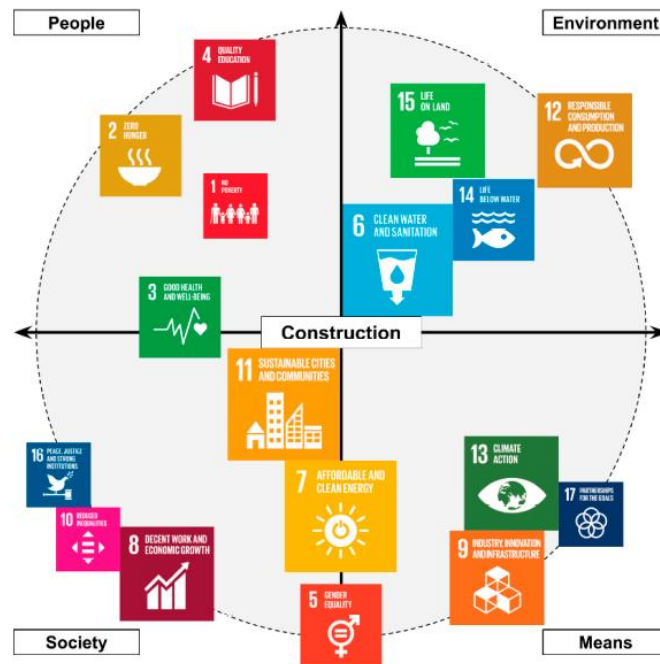 People
Environment
4 QUALITY
EDUCATION
15 LIFE
ON LAND
12 RESPONSIBLE
CONSUMPTION
AND PRODUCTION
2 ZERO
HUNGER
1 NO
POVERTY
14 LIFE
BELOW WATER
6 CLEAN WATER
AND SANITATION
3 GOOD HEALTH
AND WELL-BEING
Construction
11 SUSTAINABLE CITIES
AND COMMUNITIES
16 PEACE, JUSTICE
AND STRONG
INSTITUTIONS
7 AFFORDABLE AND
CLEAN ENERGY
13 CLIMATE
ACTION
17 PARTNERSHIPS
FOR THE GOALS
10 REDUCED
INEQUALITIES
8 DECENT WORK AND
ECONOMIC GROWTH
9 INDUSTRY, INNOVATION
AND INFRASTRUCTURE
5 GENDER
EQUALITY
Society
Means